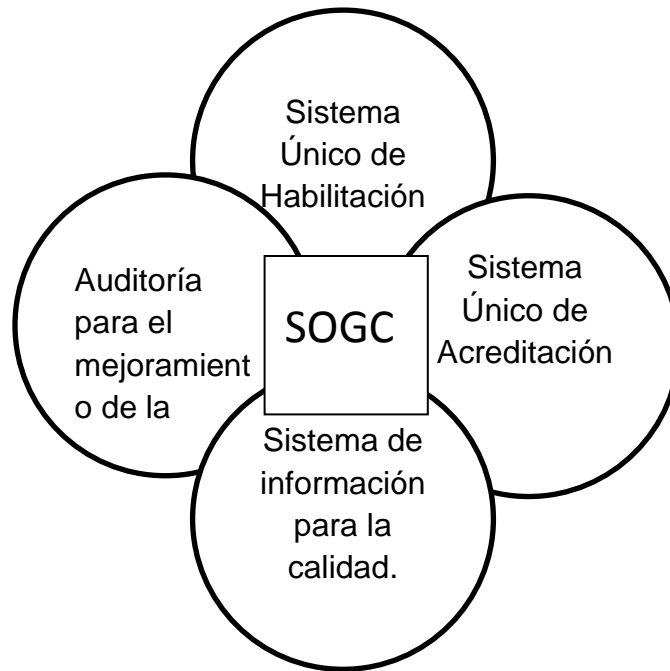 Sistema
Único de
Habilitación
Auditoría
para el
mejoramient
o de la
SOGC
Sistema
Único de
Acreditación
Sistema de
información
para la
calidad.